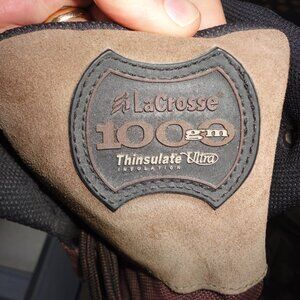 LaCrosse®
1000
gm
Thinsulate Ultra
INSULATION